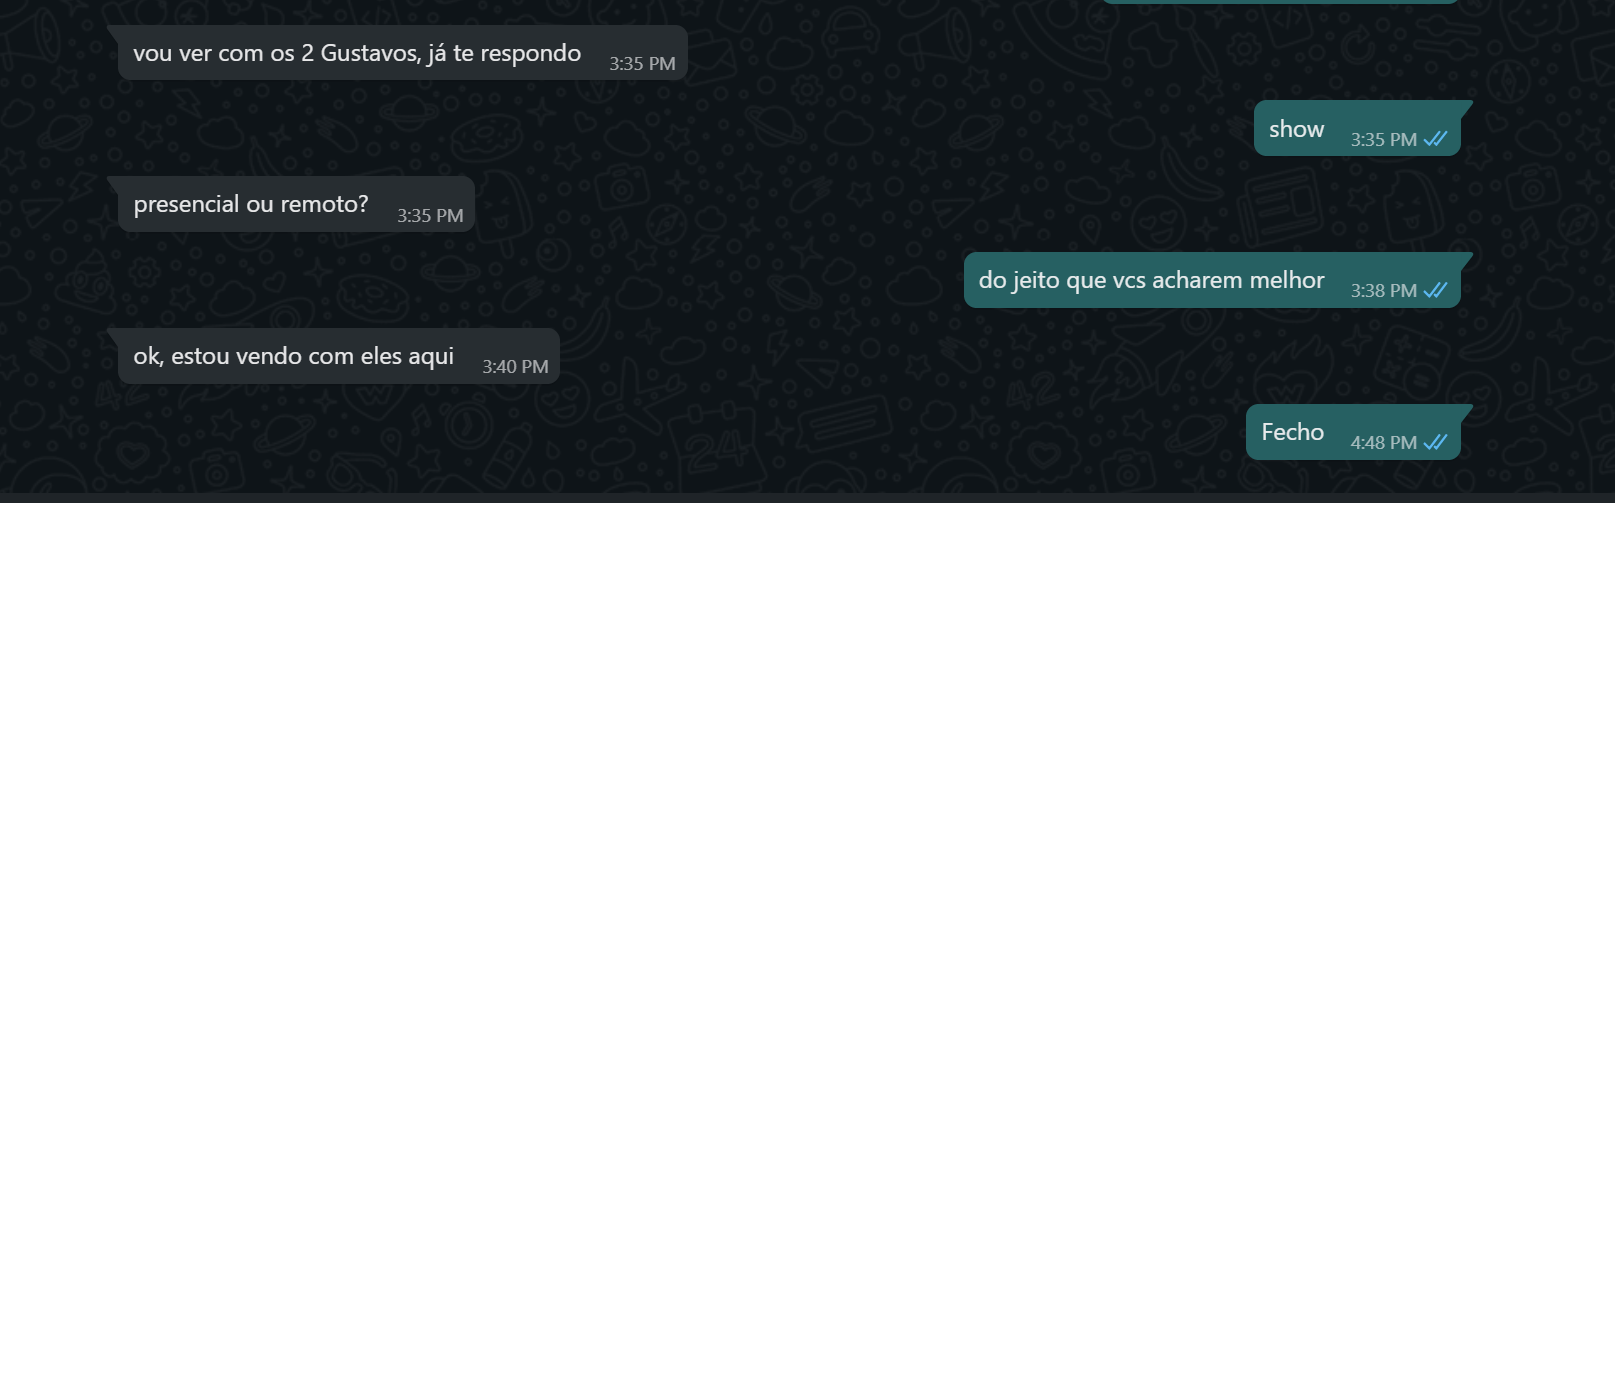 vou ver com os 2 Gustavos, já te respondo 3:35 PM
show 3:35 PM
presencial ou remoto? 3:35 PM
do jeito que vcs acharem melhor 3:38 PM
ok, estou vendo com eles aqui 3:40 PM
Fecho 4:48 PM